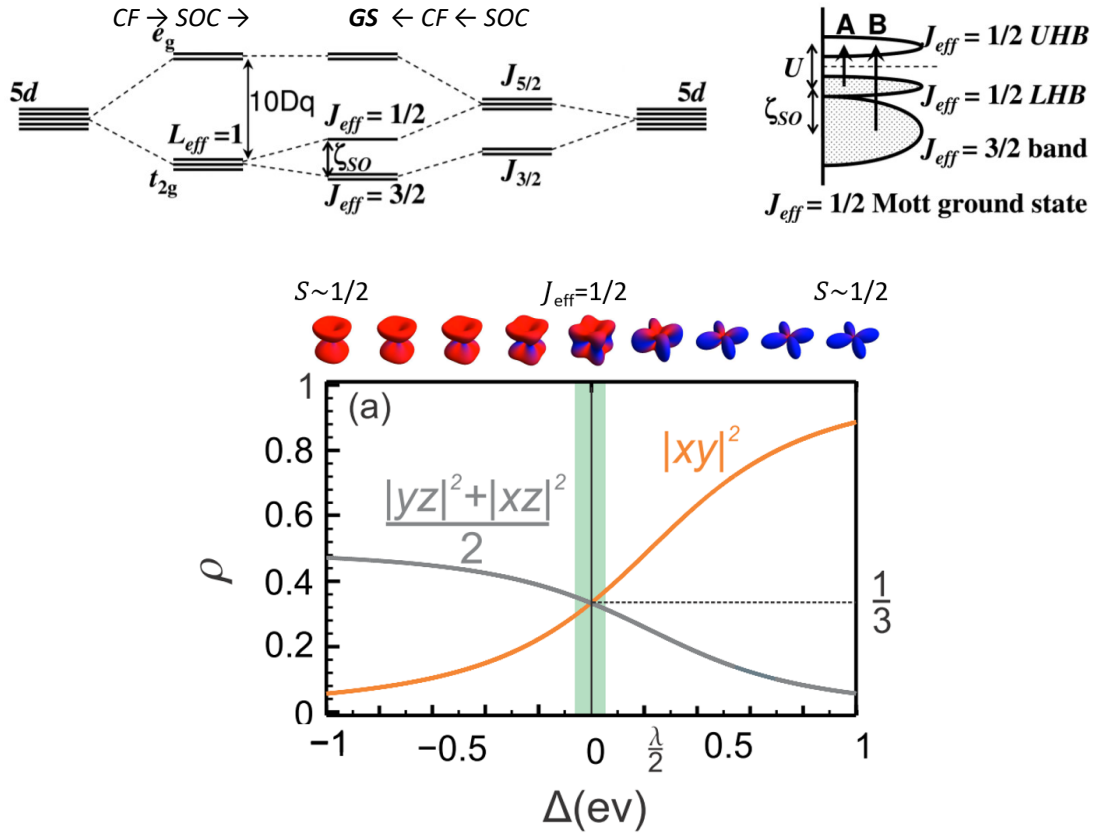 CF → SOC →
GS ← CF ← SOC
e_g
5d
10Dq
L_eff = 1
t_2g
J_eff = 1/2
ζ_SO
J_eff = 3/2
J_5/2
J_3/2
5d
A B
U
ζ_SO
J_eff = 1/2 UHB
J_eff = 1/2 LHB
J_eff = 3/2 band
J_eff = 1/2 Mott ground state
S~1/2
J_eff=1/2
S~1/2
(a)
|xy|²
|yz|²+|xz|²
2
ρ
1
0.8
0.6
0.4
0.2
0
1
3
−1
−0.5
0
λ
2
0.5
1
Δ(ev)